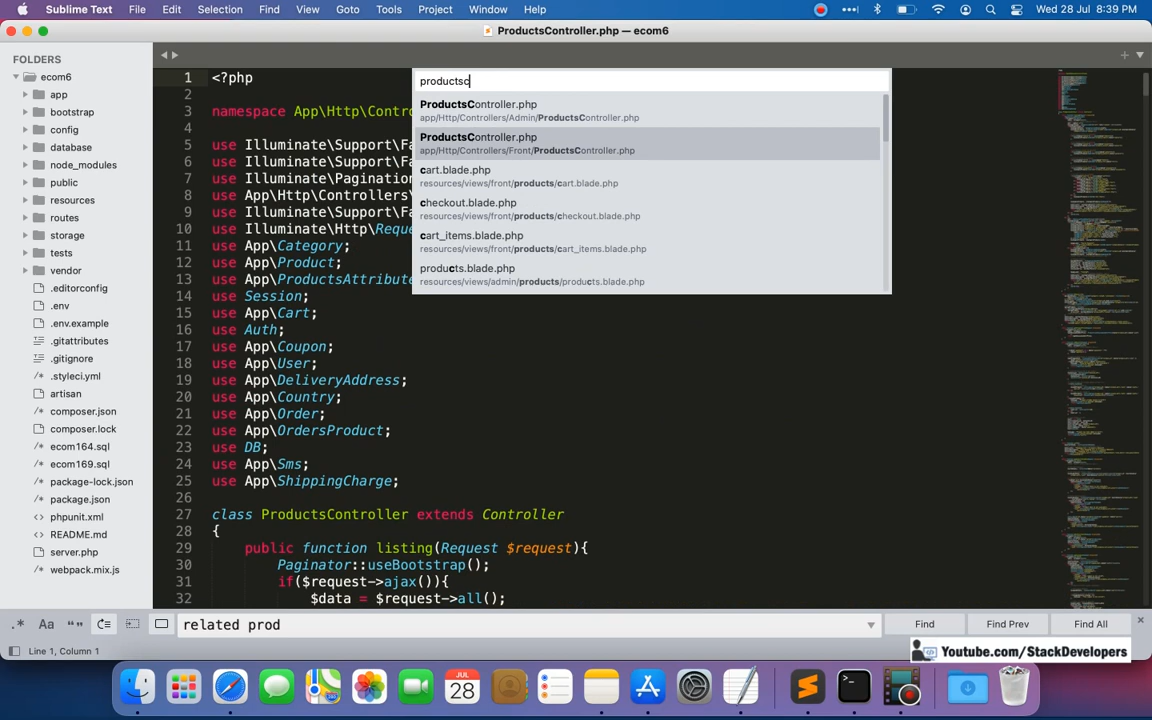 Sublime Text File Edit Selection Find View Goto Tools Project Window Help Wed 28 Jul 8:39 PM
ProductsController.php — ecom6
FOLDERS
ecom6
app
bootstrap
config
database
node_modules
public
resources
routes
storage
tests
vendor
.editorconfig
.env
.env.example
.gitattributes
.gitignore
.styleci.yml
artisan
composer.json
composer.lock
ecom164.sql
ecom169.sql
package-lock.json
package.json
phpunit.xml
README.md
server.php
webpack.mix.js
productsc
ProductsController.php
app/Http/Controllers/Admin/ProductsController.php
ProductsController.php
app/Http/Controllers/Front/ProductsController.php
cart.blade.php
resources/views/front/products/cart.blade.php
checkout.blade.php
resources/views/front/products/checkout.blade.php
cart_items.blade.php
resources/views/front/products/cart_items.blade.php
products.blade.php
resources/views/admin/products/products.blade.php
1 <?php
2
3 namespace App\Http\Contr
4
5 use Illuminate\Support\Fa
6 use Illuminate\Support\Fa
7 use Illuminate\Pagination
8 use App\Http\Controllers\
9 use Illuminate\Support\Fa
10 use Illuminate\Http\Reque
11 use App\Category;
12 use App\Product;
13 use App\ProductsAttribute
14 use Session;
15 use App\Cart;
16 use Auth;
17 use App\Coupon;
18 use App\User;
19 use App\DeliveryAddress;
20 use App\Country;
21 use App\Order;
22 use App\OrdersProduct;
23 use DB;
24 use App\Sms;
25 use App\ShippingCharge;
26
27 class ProductsController extends Controller
28 {
29 public function listing(Request $request){
30 Paginator::useBootstrap();
31 if($request->ajax()){
32 $data = $request->all();
.* Aa related prod Find Find Prev Find All
Line 1, Column 1
Youtube.com/StackDevelopers
JUL
28